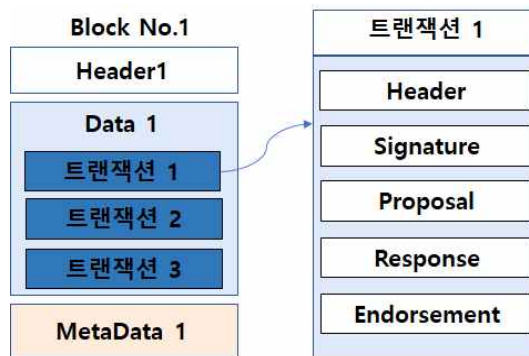 Block No.1
Header1
Data 1
트랜잭션 1
트랜잭션 2
트랜잭션 3
MetaData 1
트랜잭션 1
Header
Signature
Proposal
Response
Endorsement